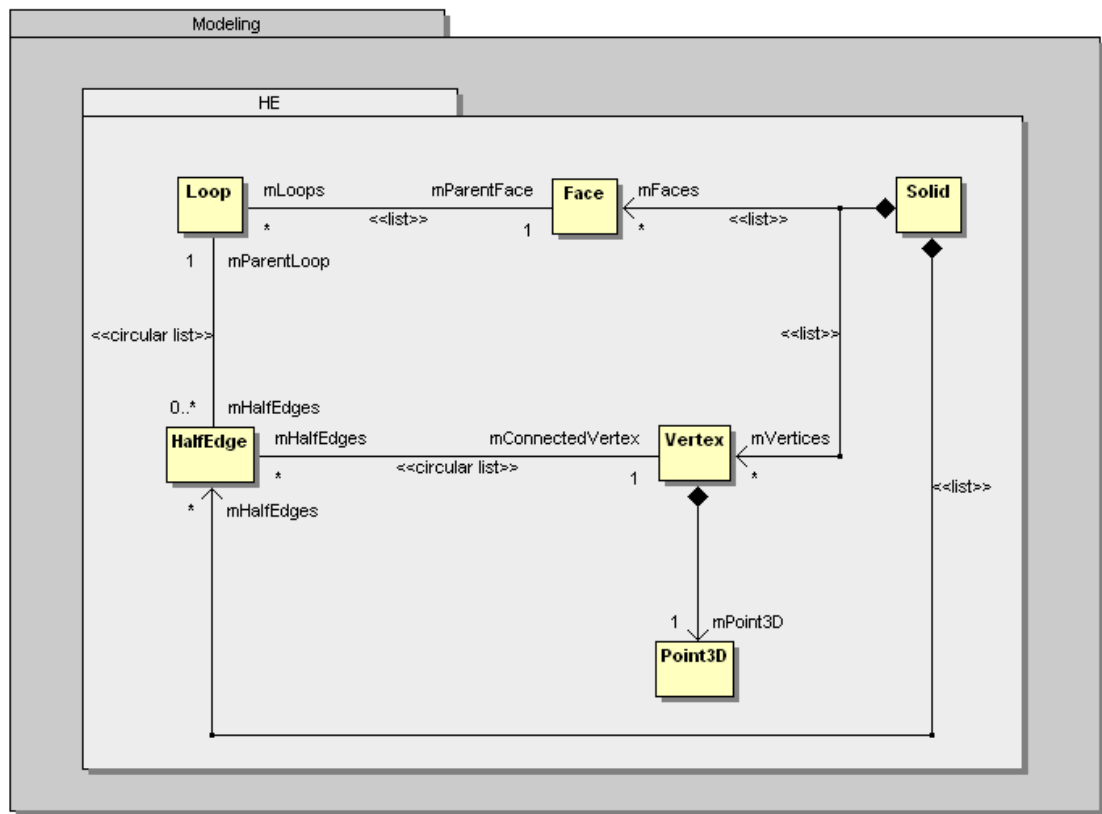 Modeling
HE
Loop
mLoops
mParentFace
Face
mFaces
Solid
<<list>>
<<list>>
*
1
*
1
mParentLoop
<<circular list>>
<<list>>
0..*
mHalfEdges
HalfEdge
mHalfEdges
mConnectedVertex
Vertex
mVertices
<<circular list>>
*
1
*
<<list>>
*
mHalfEdges
1
mPoint3D
Point3D